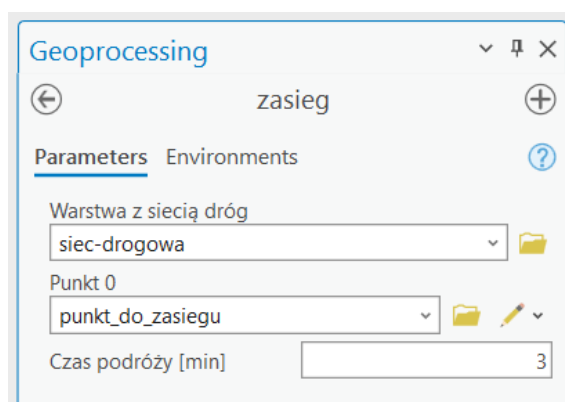 Geoprocessing
zasieg
Parameters Environments
Warstwa z siecią dróg
siec-drogowa
Punkt 0
punkt_do_zasiegu
Czas podróży [min] 3